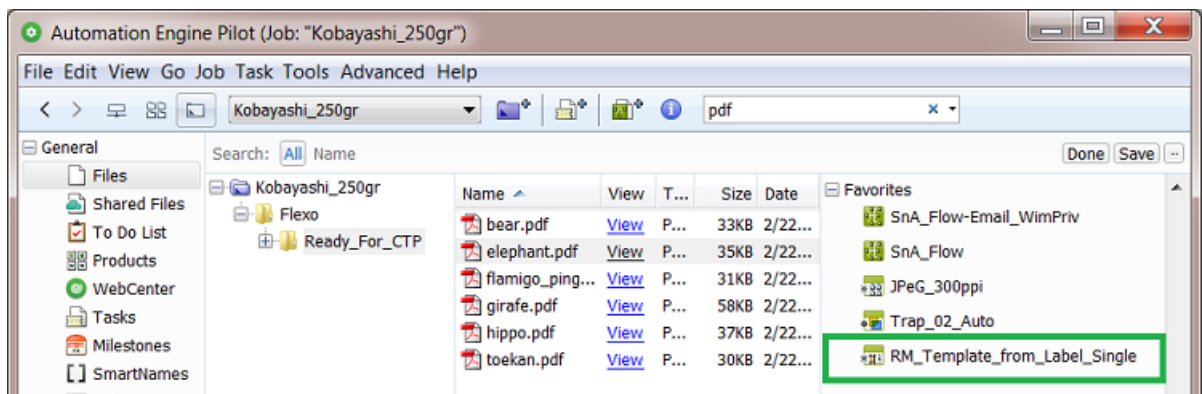 Automation Engine Pilot (Job: "Kobayashi_250gr")
File Edit View Go Job Task Tools Advanced Help
Kobayashi_250gr
pdf
General
Files
Shared Files
To Do List
Products
WebCenter
Tasks
Milestones
SmartNames
Search: All Name
Done Save
Kobayashi_250gr
Flexo
Ready_For_CTP
Name View T... Size Date
bear.pdf View P... 33KB 2/22...
elephant.pdf View P... 35KB 2/22...
flamigo_ping... View P... 31KB 2/22...
girafe.pdf View P... 58KB 2/22...
hippo.pdf View P... 37KB 2/22...
toekan.pdf View P... 30KB 2/22...
Favorites
SnA_Flow-Email_WimPriv
SnA_Flow
JPeG_300ppi
Trap_02_Auto
RM_Template_from_Label_Single